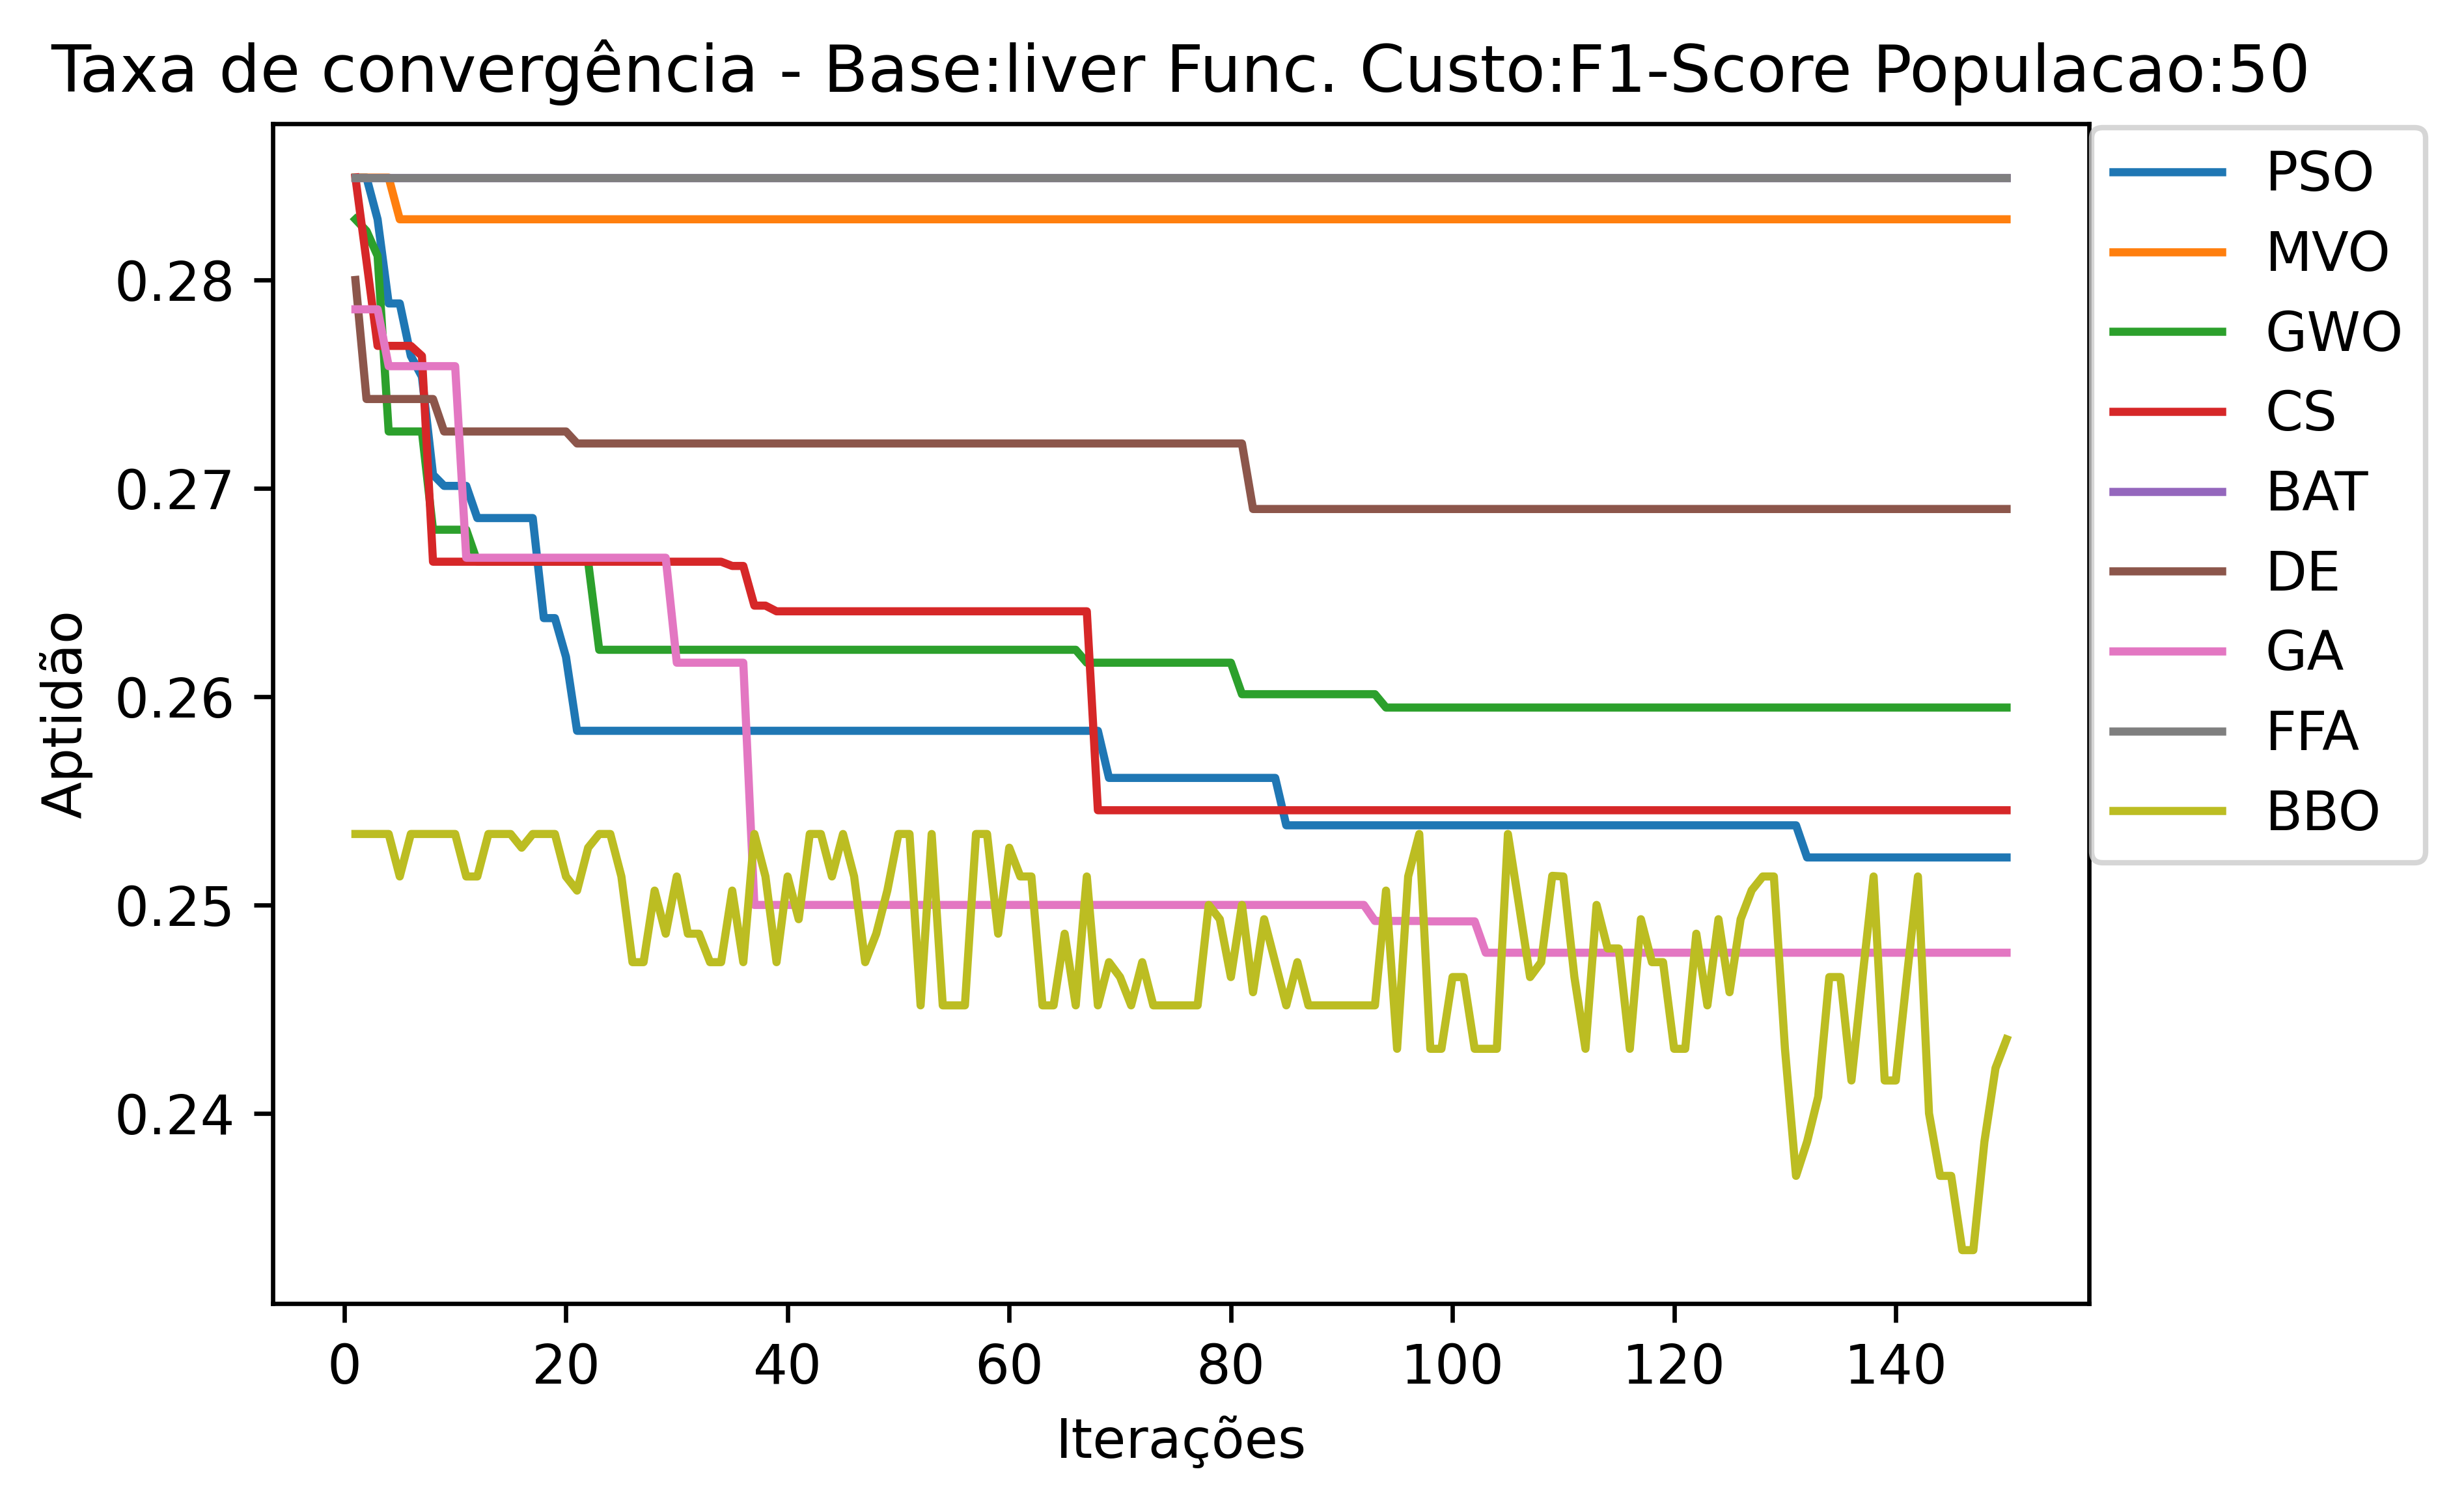 Taxa de convergência - Base:liver Func. Custo:F1-Score Populacao:50
PSO
MVO
GWO
CS
BAT
DE
GA
FFA
BBO
Aptidão
0.28
0.27
0.26
0.25
0.24
0 20 40 60 80 100 120 140
Iterações